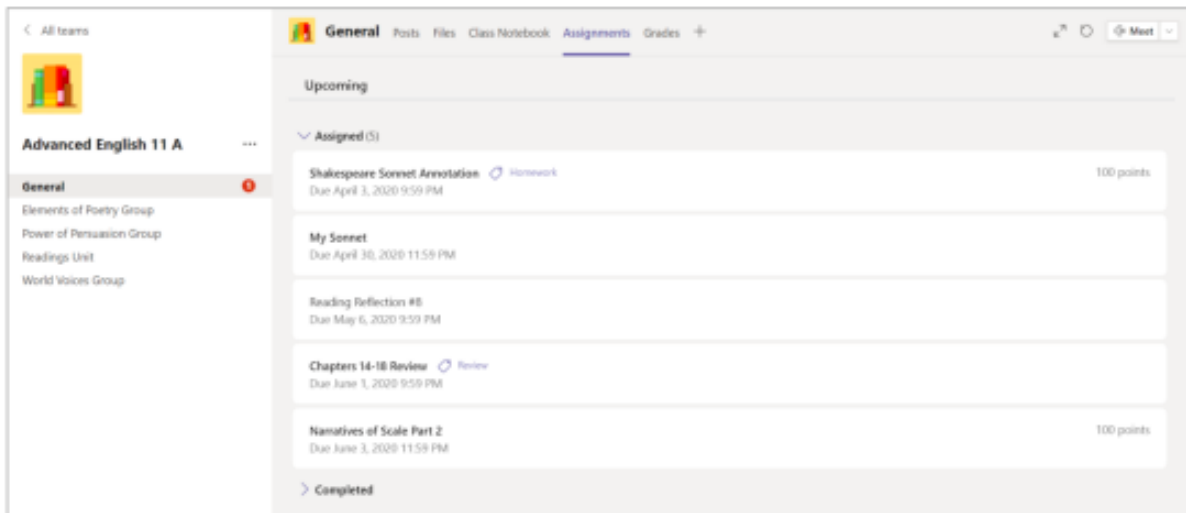 All teams
Advanced English 11 A
General
Elements of Poetry Group
Power of Persuasion Group
Readings Unit
World Voices Group
General Posts Files Class Notebook Assignments Grades
Meet
Upcoming
Assigned (5)
Shakespeare Sonnet Annotation Homework 100 points
Due April 3, 2020 9:59 PM
My Sonnet
Due April 30, 2020 11:59 PM
Reading Reflection #8
Due May 6, 2020 9:59 PM
Chapters 14-18 Review Review
Due June 1, 2020 9:59 PM
Narratives of Scale Part 2 100 points
Due June 3, 2020 11:59 PM
Completed